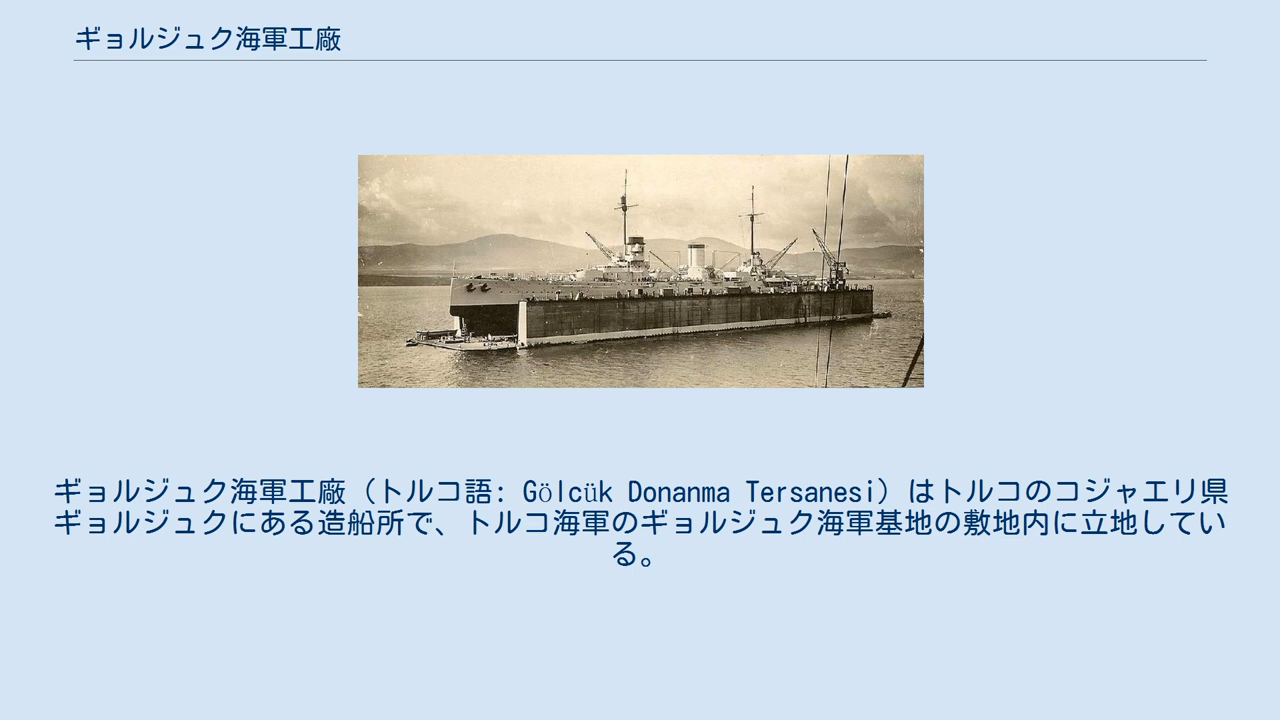 ギョルジュク海軍工廠
ギョルジュク海軍工廠（トルコ語: Gölcük Donanma Tersanesi）はトルコのコジャエリ県
ギョルジュクにある造船所で、トルコ海軍のギョルジュク海軍基地の敷地内に立地してい
る。